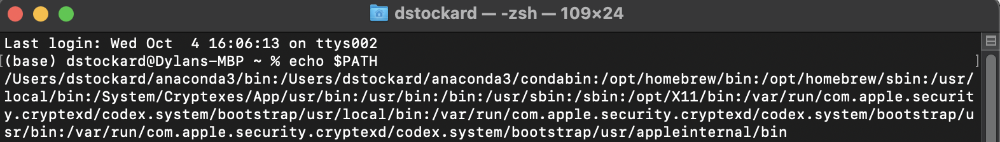 dstockard — -zsh — 109×24
Last login: Wed Oct  4 16:06:13 on ttys002
[(base) dstockard@Dylans-MBP ~ % echo $PATH ]
/Users/dstockard/anaconda3/bin:/Users/dstockard/anaconda3/condabin:/opt/homebrew/bin:/opt/homebrew/sbin:/usr/
local/bin:/System/Cryptexes/App/usr/bin:/usr/bin:/bin:/usr/sbin:/sbin:/opt/X11/bin:/var/run/com.apple.securit
y.cryptexd/codex.system/bootstrap/usr/local/bin:/var/run/com.apple.security.cryptexd/codex.system/bootstrap/u
sr/bin:/var/run/com.apple.security.cryptexd/codex.system/bootstrap/usr/appleinternal/bin